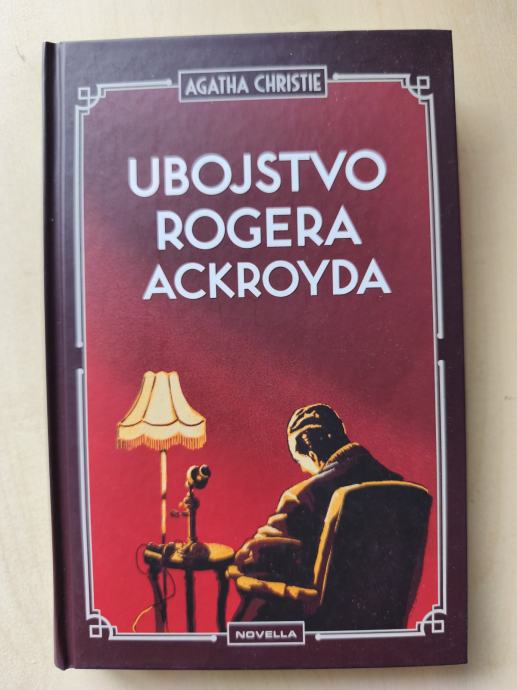 AGATHA CHRISTIE
UBOJSTVO
ROGERA
ACKROYDA
NOVELLA